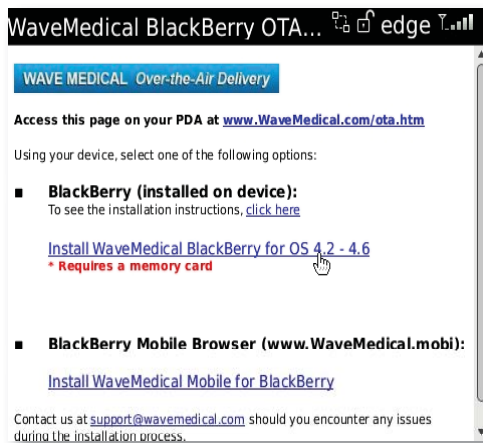 WaveMedical BlackBerry OTA... edge
WAVE MEDICAL Over-the-Air Delivery
Access this page on your PDA at www.WaveMedical.com/ota.htm
Using your device, select one of the following options:
■ BlackBerry (installed on device):
To see the installation instructions, click here
Install WaveMedical BlackBerry for OS 4.2 - 4.6
* Requires a memory card
■ BlackBerry Mobile Browser (www.WaveMedical.mobi):
Install WaveMedical Mobile for BlackBerry
Contact us at support@wavemedical.com should you encounter any issues
during the installation process.